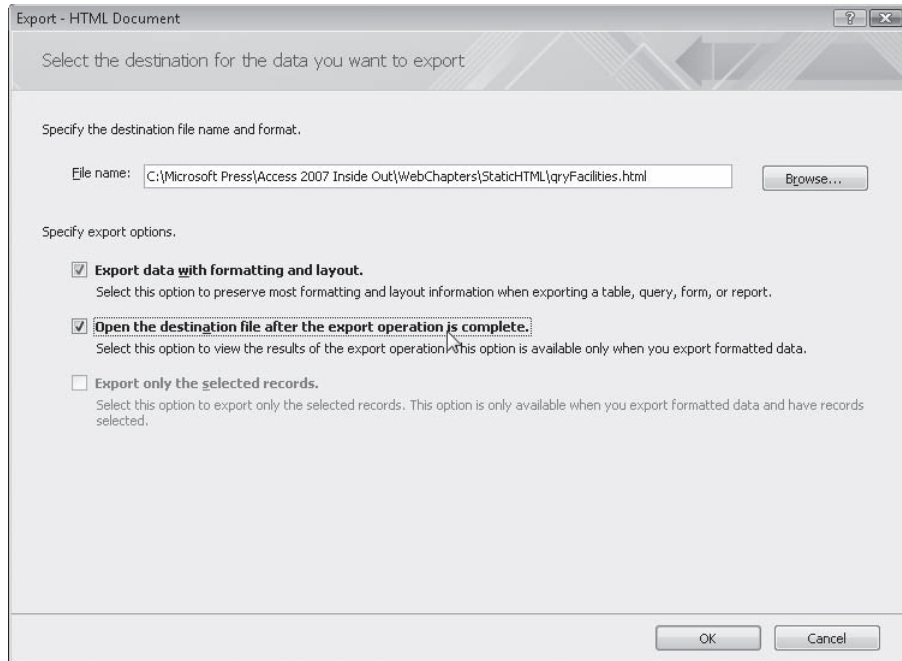 Export - HTML Document
Select the destination for the data you want to export
Specify the destination file name and format.
File name: C:\Microsoft Press\Access 2007 Inside Out\WebChapters\StaticHTML\qryFacilities.html Browse...
Specify export options.
Export data with formatting and layout.
Select this option to preserve most formatting and layout information when exporting a table, query, form, or report.
Open the destination file after the export operation is complete.
Select this option to view the results of the export operation. This option is available only when you export formatted data.
Export only the selected records.
Select this option to export only the selected records. This option is only available when you export formatted data and have records
selected.
OK Cancel